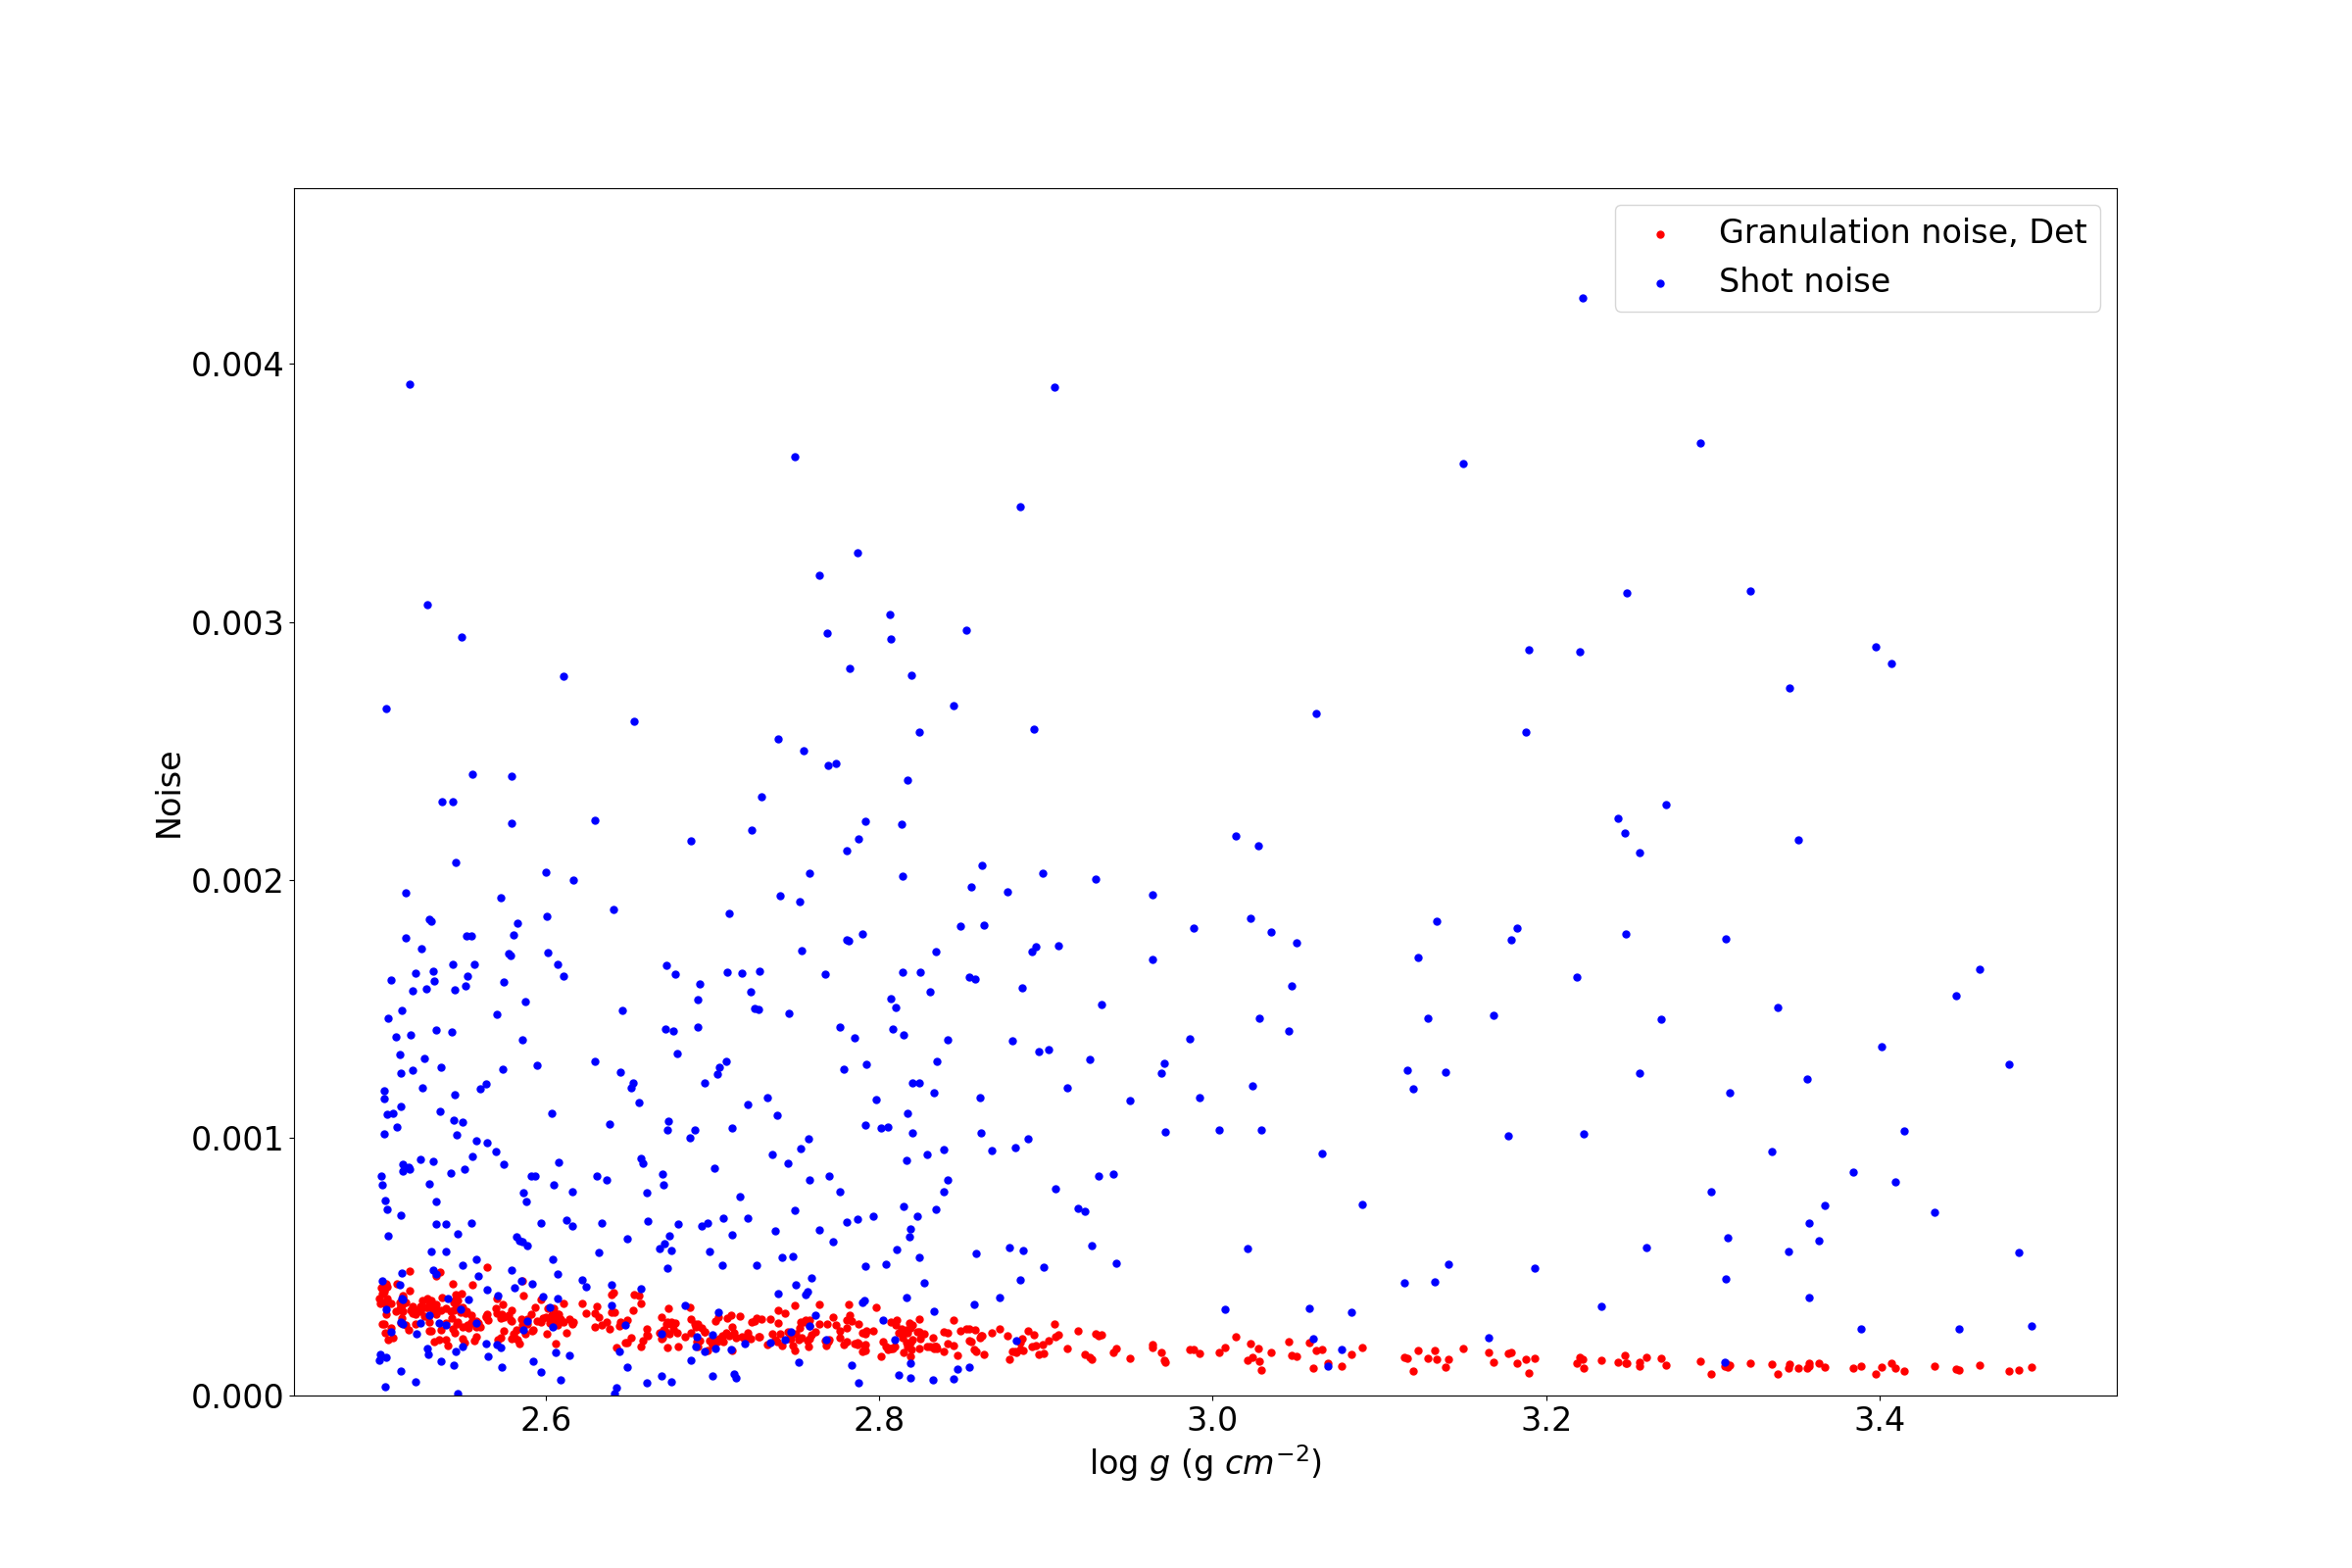 Granulation noise, Det
Shot noise
0.004
0.003
0.002
0.001
0.000
Noise
2.6 2.8 3.0 3.2 3.4
log g (g cm⁻²)